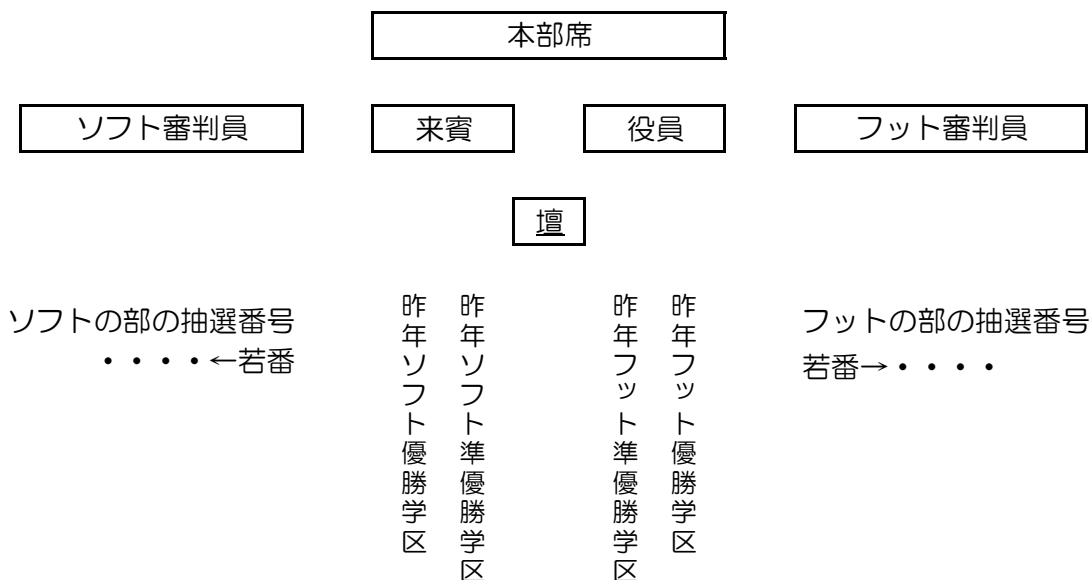 本部席
ソフト審判員
来賓
役員
フット審判員
壇
ソフトの部の抽選番号
・・・・←若番
昨年ソフト優勝学区
昨年ソフト準優勝学区
昨年フット準優勝学区
昨年フット優勝学区
フットの部の抽選番号
若番→・・・・